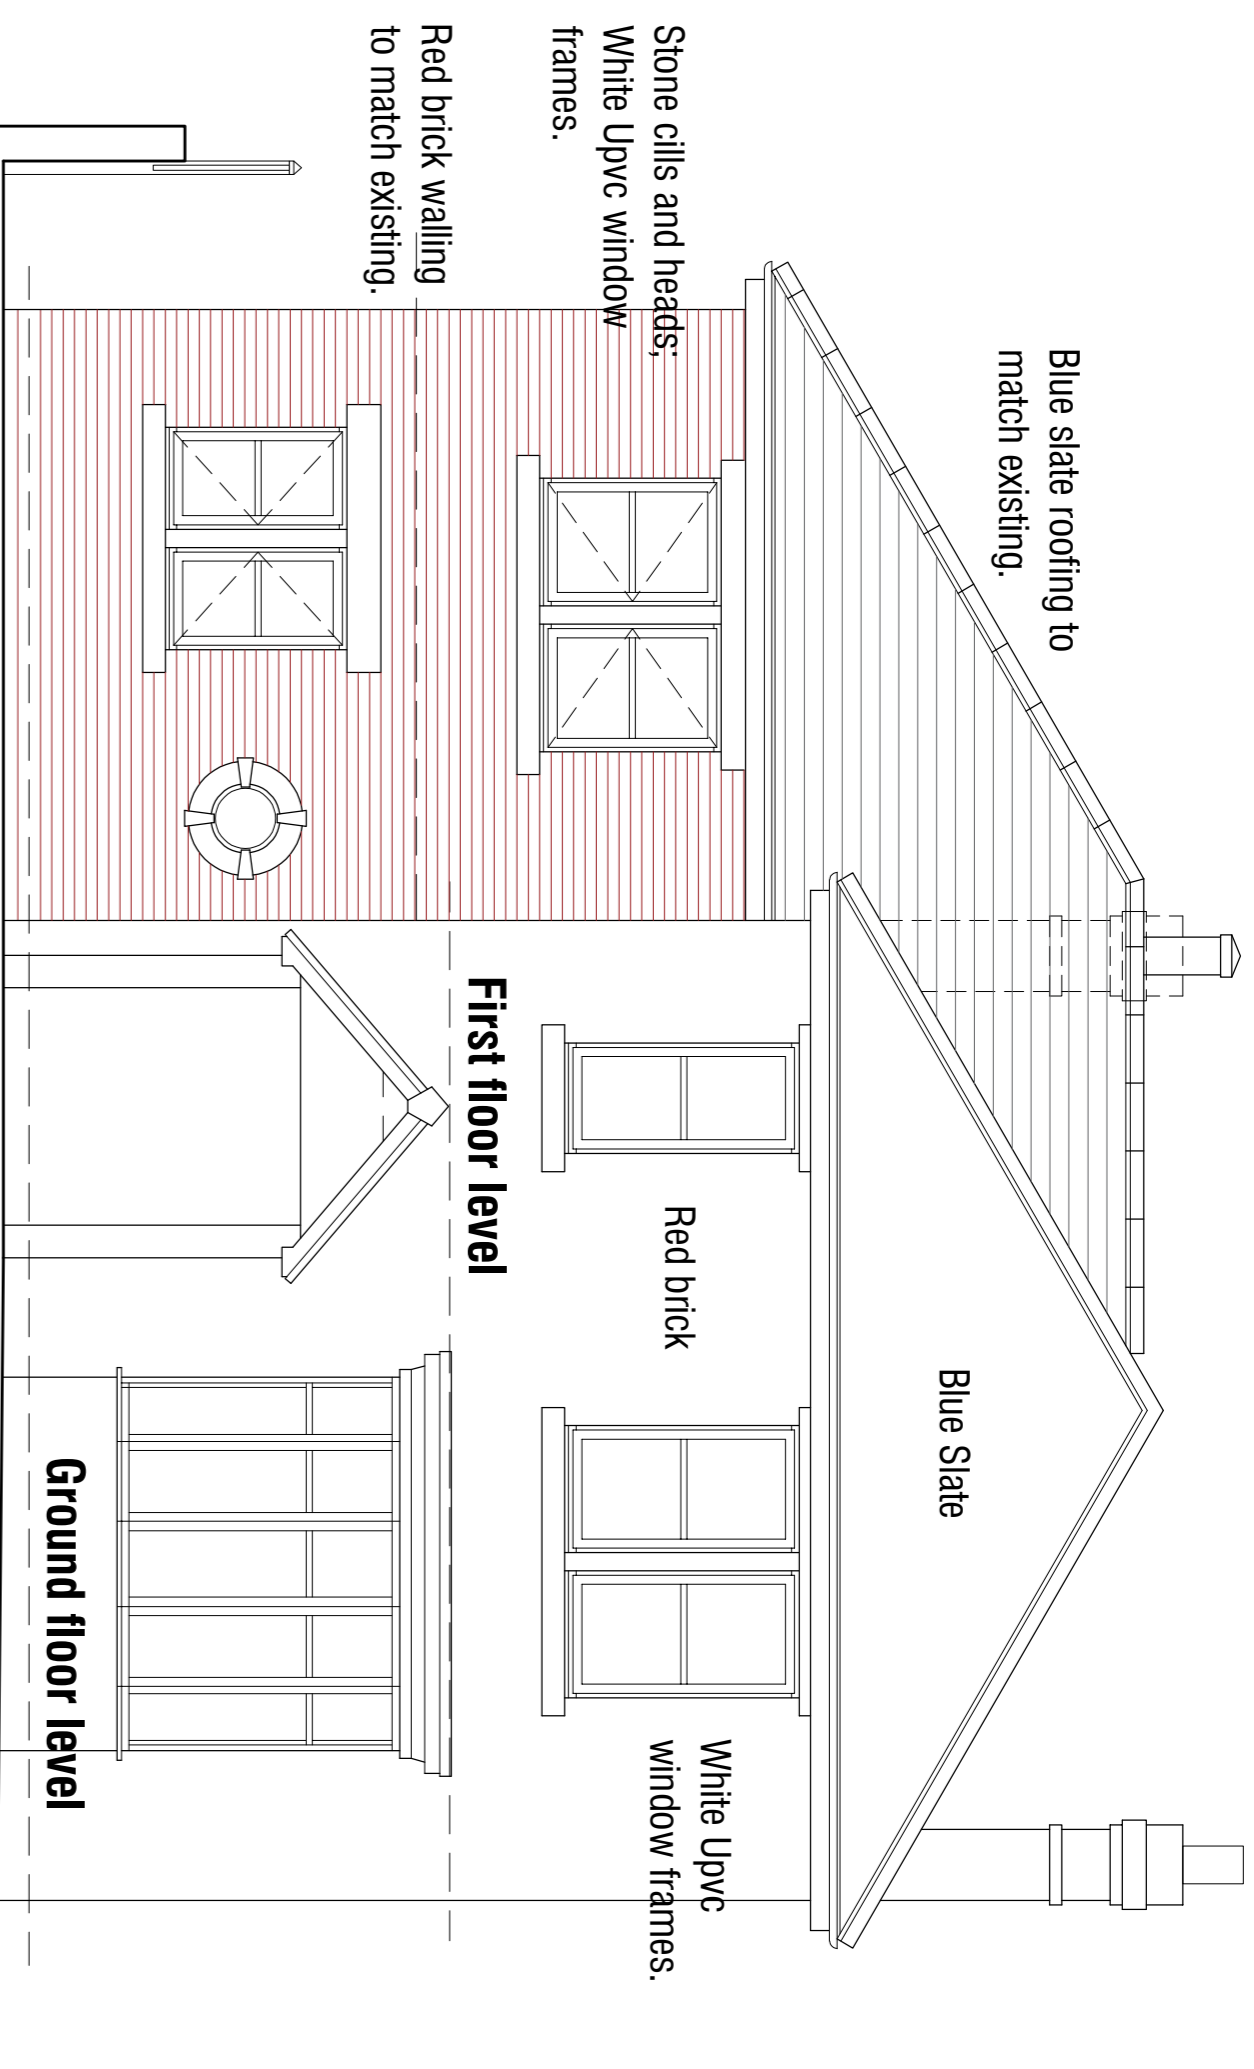 Blue slate roofing to
match existing.
Stone cills and heads;
White Upvc window
frames.
Red brick walling
to match existing.
Blue Slate
Red brick
White Upvc
window frames.
First floor level
Ground floor level